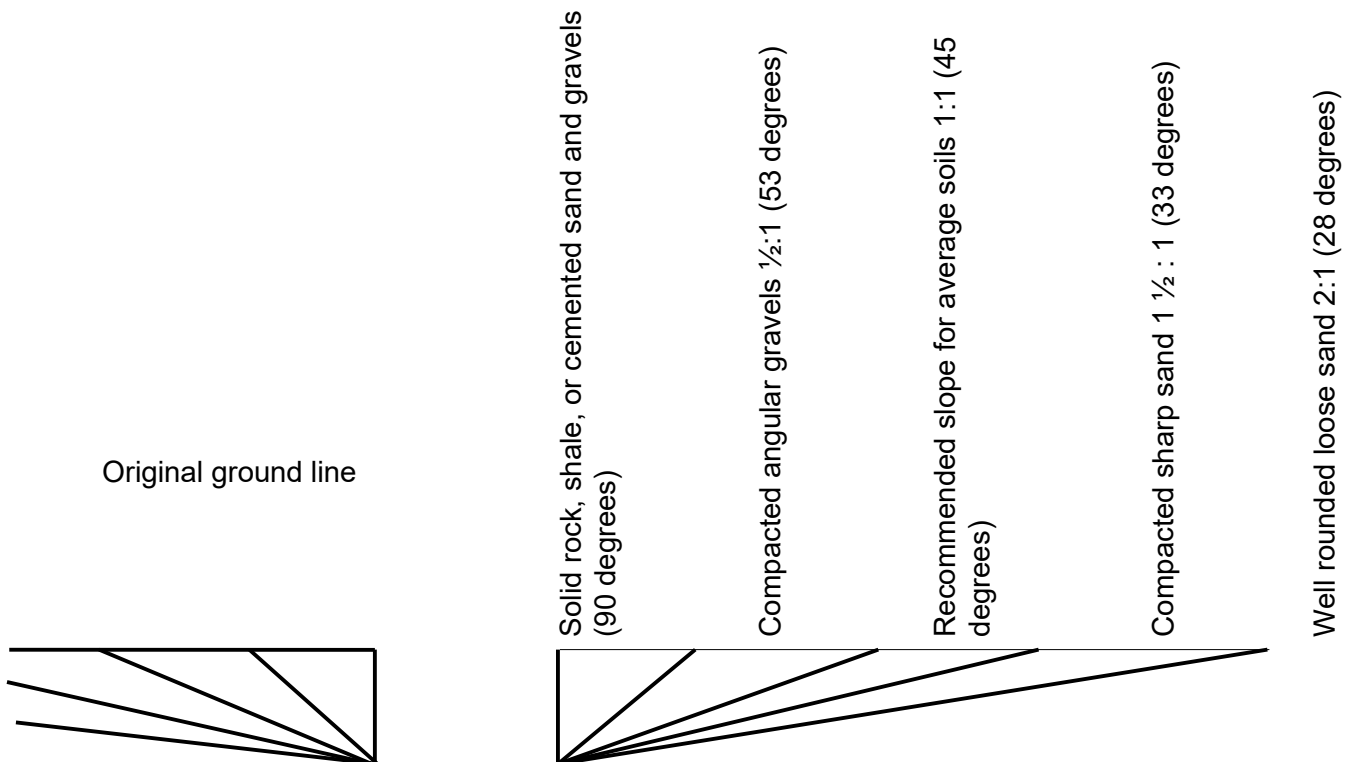 Original ground line
Solid rock, shale, or cemented sand and gravels
(90 degrees)
Compacted angular gravels ½:1 (53 degrees)
Recommended slope for average soils 1:1 (45
degrees)
Compacted sharp sand 1 ½ : 1 (33 degrees)
Well rounded loose sand 2:1 (28 degrees)